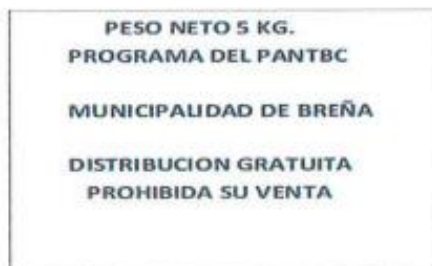 PESO NETO 5 KG.
PROGRAMA DEL PANTBC
MUNICIPALIDAD DE BREÑA
DISTRIBUCION GRATUITA
PROHIBIDA SU VENTA